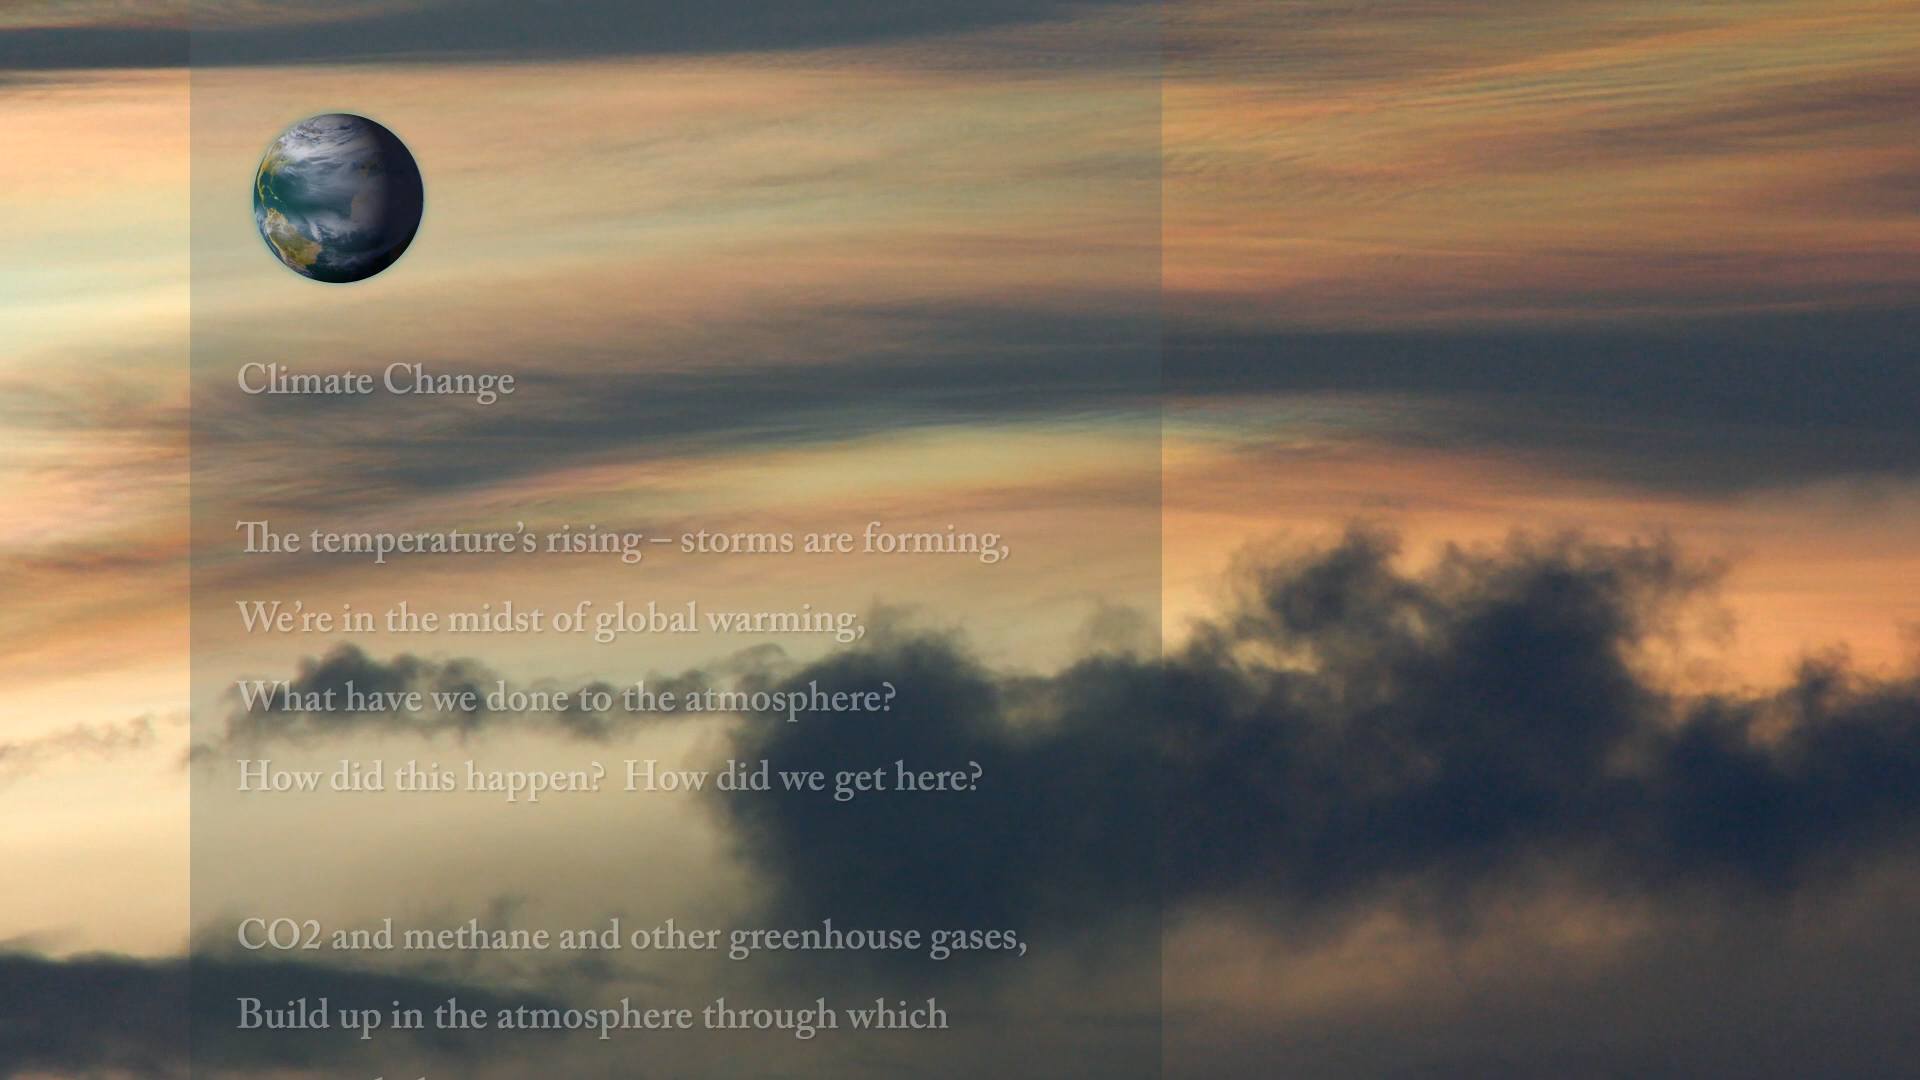 Climate Change
The temperature’s rising – storms are forming,
We’re in the midst of global warming,
What have we done to the atmosphere?
How did this happen?  How did we get here?
CO2 and methane and other greenhouse gases,
Build up in the atmosphere through which